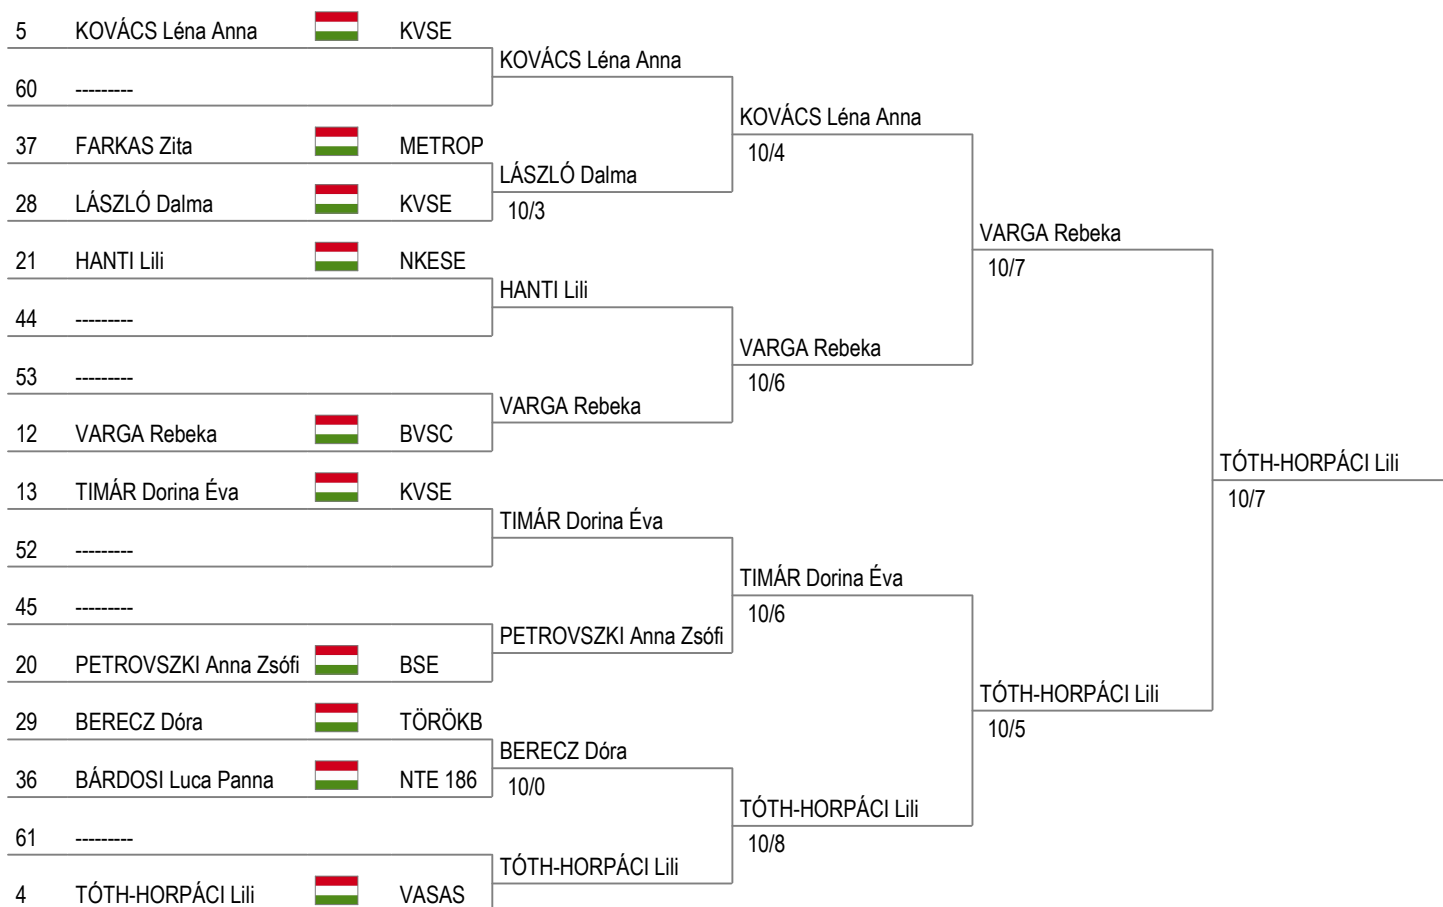 5 KOVÁCS Léna Anna KVSE
KOVÁCS Léna Anna
60 ---------
KOVÁCS Léna Anna
10/4
37 FARKAS Zita METROP
LÁSZLÓ Dalma
10/3
28 LÁSZLÓ Dalma KVSE
VARGA Rebeka
10/7
21 HANTI Lili NKESE
HANTI Lili
44 ---------
VARGA Rebeka
10/6
53 ---------
VARGA Rebeka
12 VARGA Rebeka BVSC
TÓTH-HORPÁCI Lili
10/7
13 TIMÁR Dorina Éva KVSE
TIMÁR Dorina Éva
52 ---------
TIMÁR Dorina Éva
10/6
45 ---------
PETROVSZKI Anna Zsófi
20 PETROVSZKI Anna Zsófi BSE
TÓTH-HORPÁCI Lili
10/5
29 BERECZ Dóra TÖRÖKB
BERECZ Dóra
10/0
36 BÁRDOSI Luca Panna NTE 186
TÓTH-HORPÁCI Lili
10/8
61 ---------
TÓTH-HORPÁCI Lili
4 TÓTH-HORPÁCI Lili VASAS